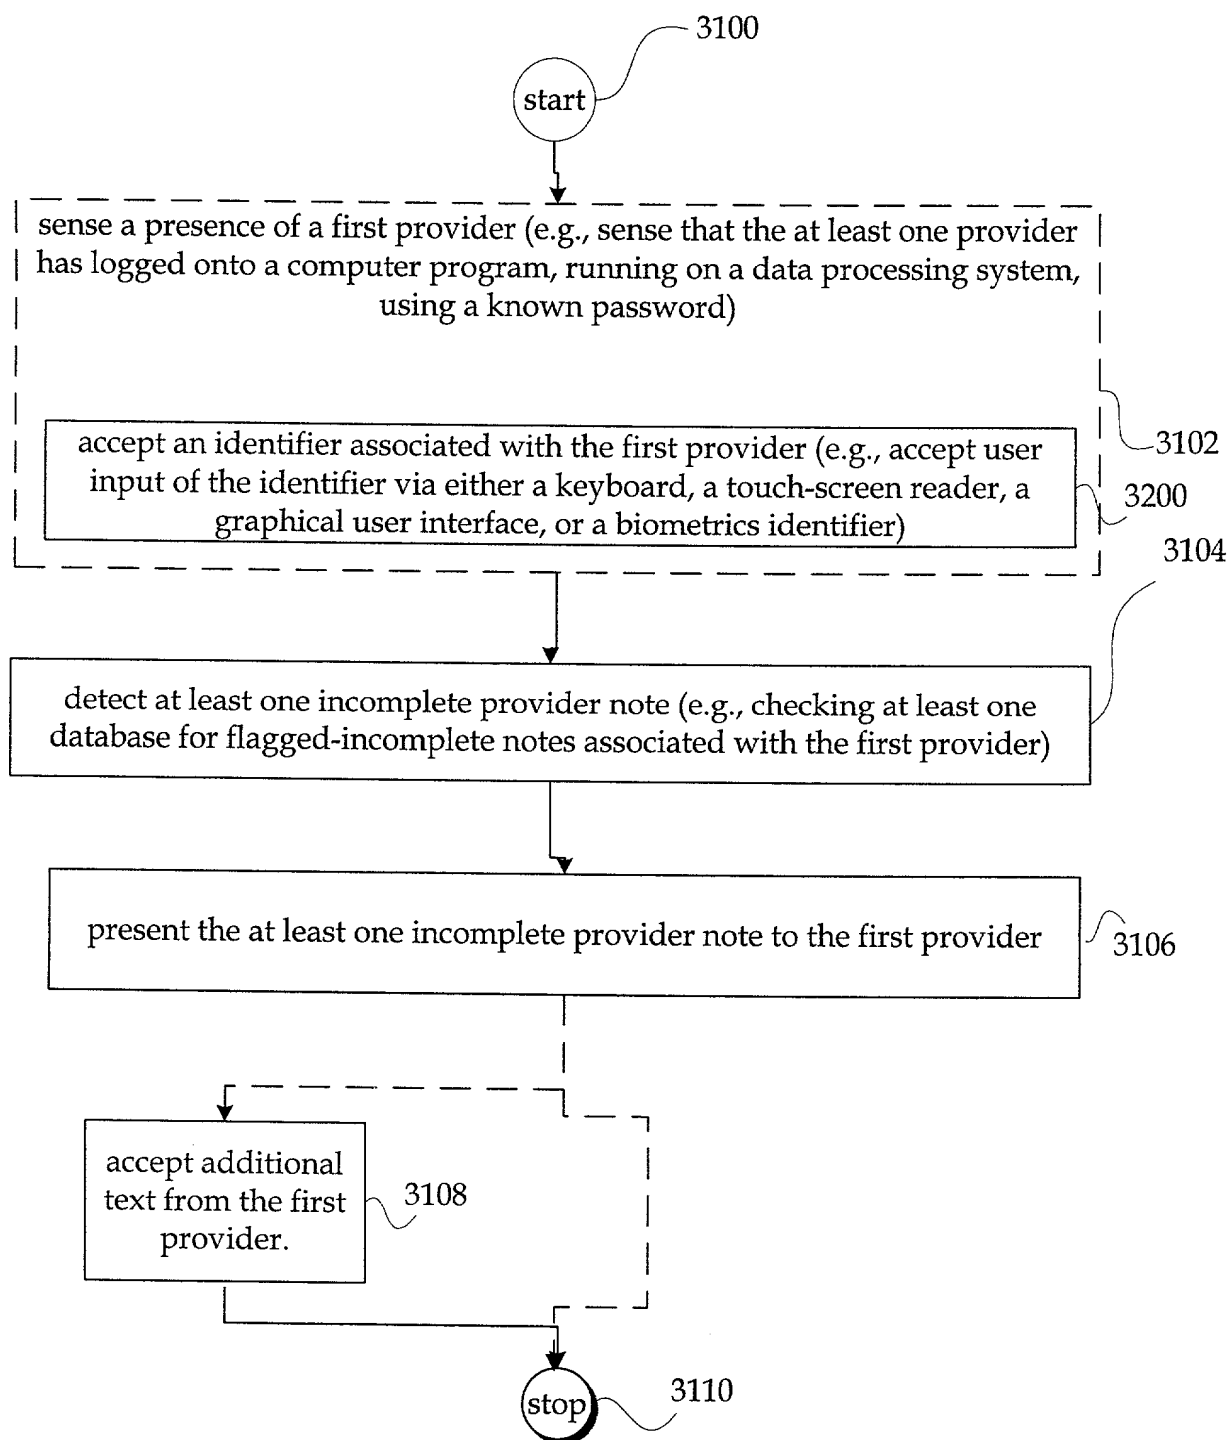 3100
start
sense a presence of a first provider (e.g., sense that the at least one provider
has logged onto a computer program, running on a data processing system,
using a known password)
accept an identifier associated with the first provider (e.g., accept user
input of the identifier via either a keyboard, a touch-screen reader, a
graphical user interface, or a biometrics identifier)
3102
3200
3104
detect at least one incomplete provider note (e.g., checking at least one
database for flagged-incomplete notes associated with the first provider)
present the at least one incomplete provider note to the first provider
3106
accept additional
text from the first
provider.
3108
stop
3110